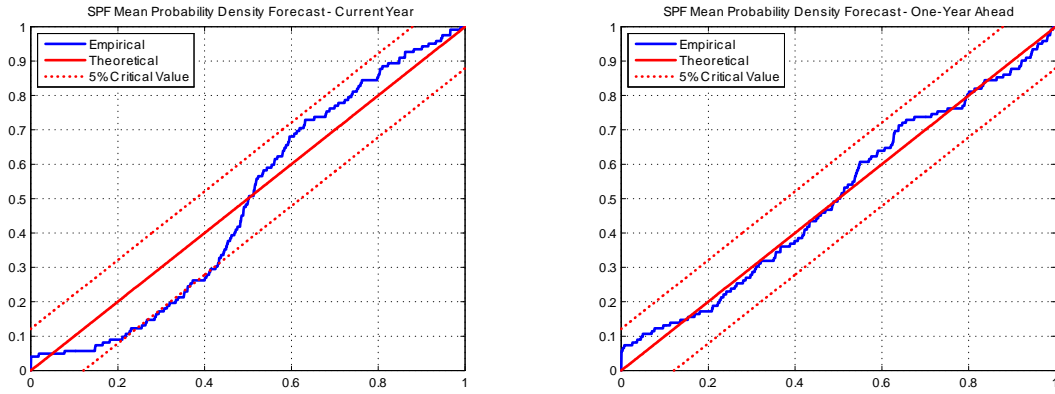 SPF Mean Probability Density Forecast - Current Year
Empirical
Theoretical
5% Critical Value
1
0.9
0.8
0.7
0.6
0.5
0.4
0.3
0.2
0.1
0
0 0.2 0.4 0.6 0.8 1
SPF Mean Probability Density Forecast - One-Year Ahead
Empirical
Theoretical
5% Critical Value
1
0.9
0.8
0.7
0.6
0.5
0.4
0.3
0.2
0.1
0
0 0.2 0.4 0.6 0.8 1